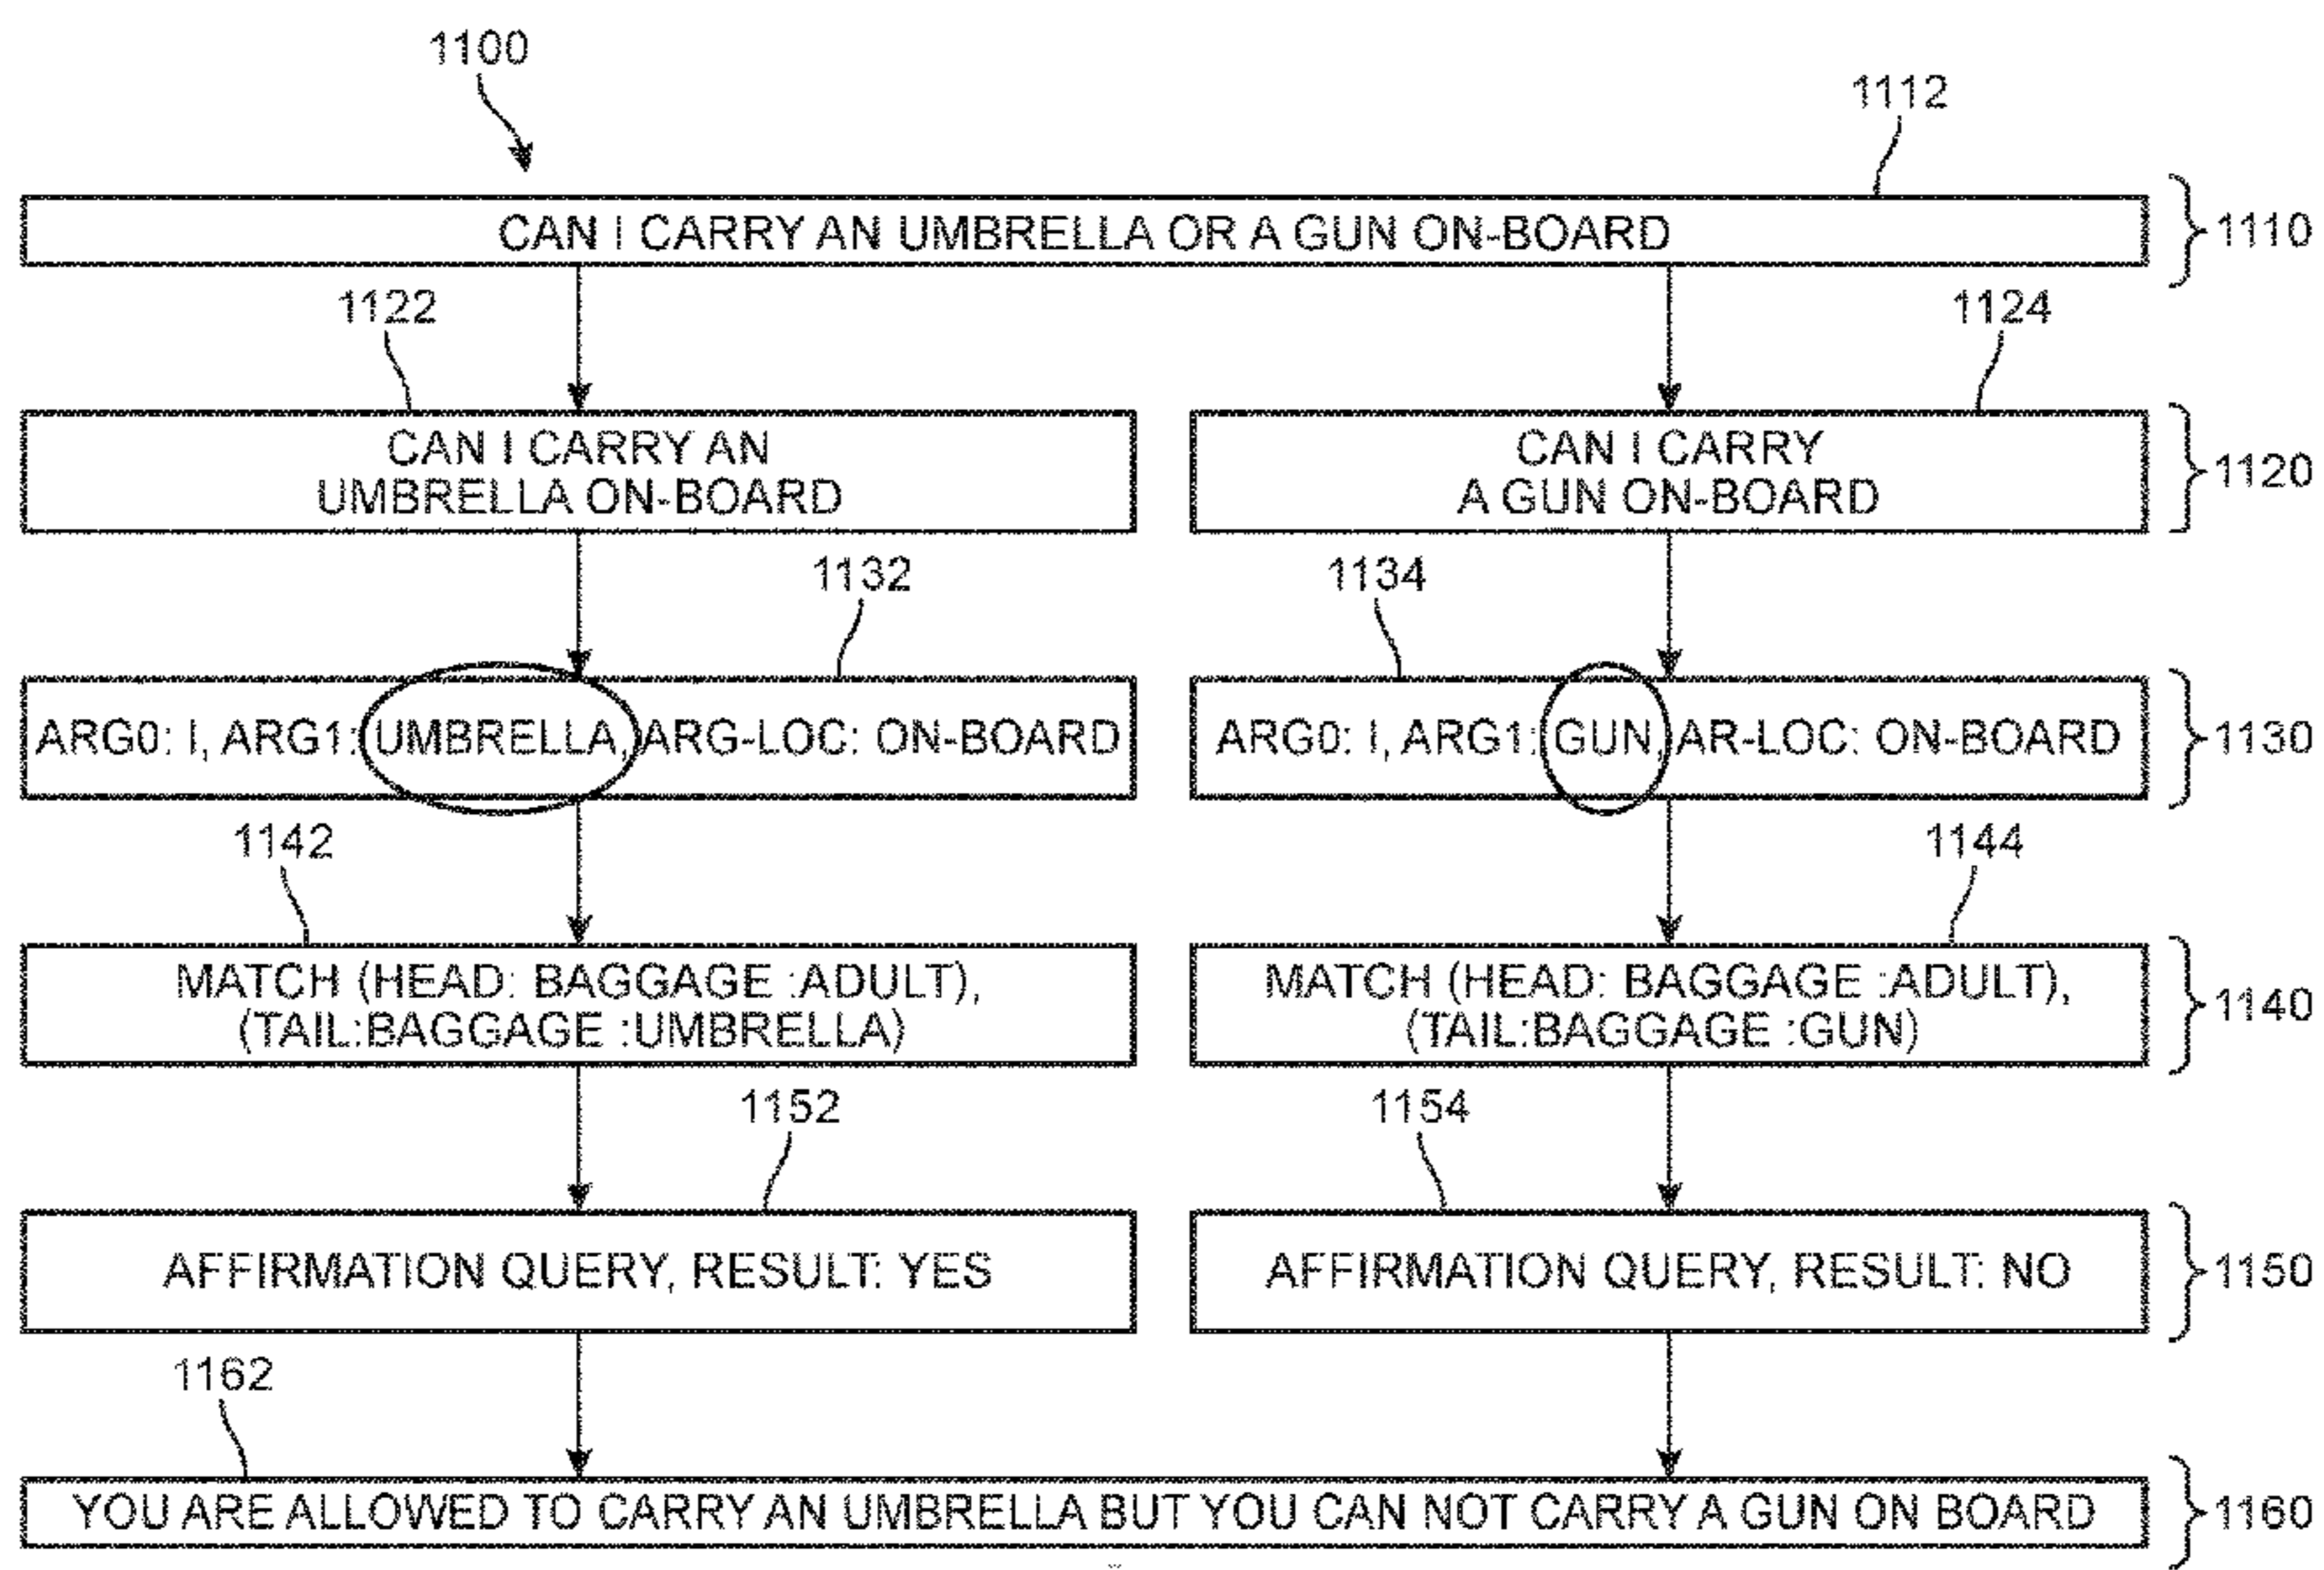 1100
1112
CAN I CARRY AN UMBRELLA OR A GUN ON-BOARD
1110
1122
1124
CAN I CARRY AN
UMBRELLA ON-BOARD
CAN I CARRY
A GUN ON-BOARD
1120
1132
1134
ARG0: I, ARG1: UMBRELLA, ARG-LOC: ON-BOARD
ARG0: I, ARG1: GUN, AR-LOC: ON-BOARD
1130
1142
1144
MATCH (HEAD: BAGGAGE :ADULT),
(TAIL:BAGGAGE :UMBRELLA)
MATCH (HEAD: BAGGAGE :ADULT),
(TAIL:BAGGAGE :GUN)
1140
1152
1154
AFFIRMATION QUERY, RESULT: YES
AFFIRMATION QUERY, RESULT: NO
1150
1162
YOU ARE ALLOWED TO CARRY AN UMBRELLA BUT YOU CAN NOT CARRY A GUN ON BOARD
1160